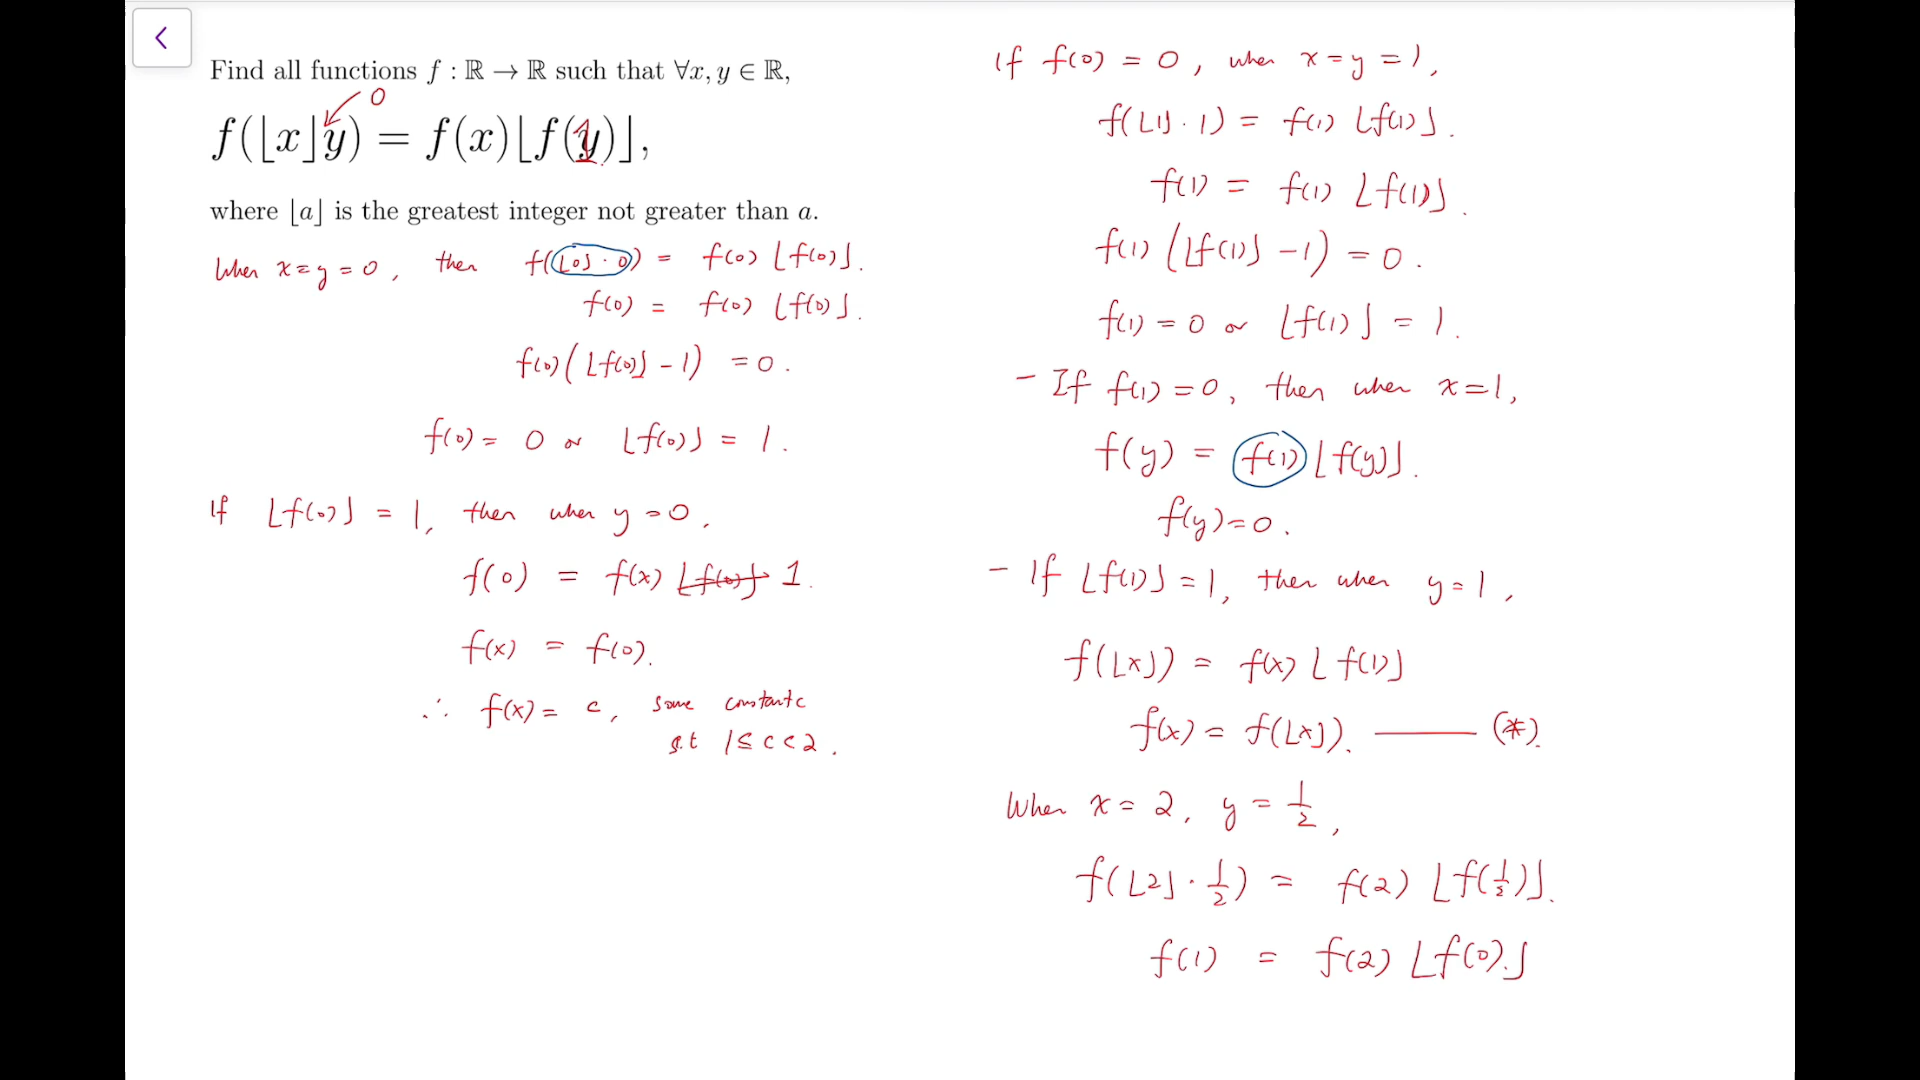 Find all functions f : ℝ → ℝ such that ∀x, y ∈ ℝ,
0
f(⌊x⌋y) = f(x)⌊f(y)⌋,
1
where ⌊a⌋ is the greatest integer not greater than a.
When x = y = 0, then f(⌊0⌋·0) = f(0)⌊f(0)⌋.
f(0) = f(0)⌊f(0)⌋.
f(0)(⌊f(0)⌋ - 1) = 0.
f(0) = 0 or ⌊f(0)⌋ = 1.
If ⌊f(0)⌋ = 1, then when y = 0,
f(0) = f(x) ⌊f(0)⌋ 1.
f(x) = f(0).
∴ f(x) = c, some constant c
s.t 1 ≤ c < 2.
If f(0) = 0, when x = y = 1,
f(⌊1⌋·1) = f(1)⌊f(1)⌋.
f(1) = f(1)⌊f(1)⌋.
f(1)(⌊f(1)⌋ - 1) = 0.
f(1) = 0 or ⌊f(1)⌋ = 1.
- If f(1) = 0, then when x = 1,
f(y) = f(1)⌊f(y)⌋.
f(y) = 0.
- If ⌊f(1)⌋ = 1, then when y = 1,
f(⌊x⌋) = f(x)⌊f(1)⌋
f(x) = f(⌊x⌋). —— (*).
When x = 2, y = 1/2,
f(⌊2⌋·1/2) = f(2)⌊f(1/2)⌋.
f(1) = f(2)⌊f(0)⌋.